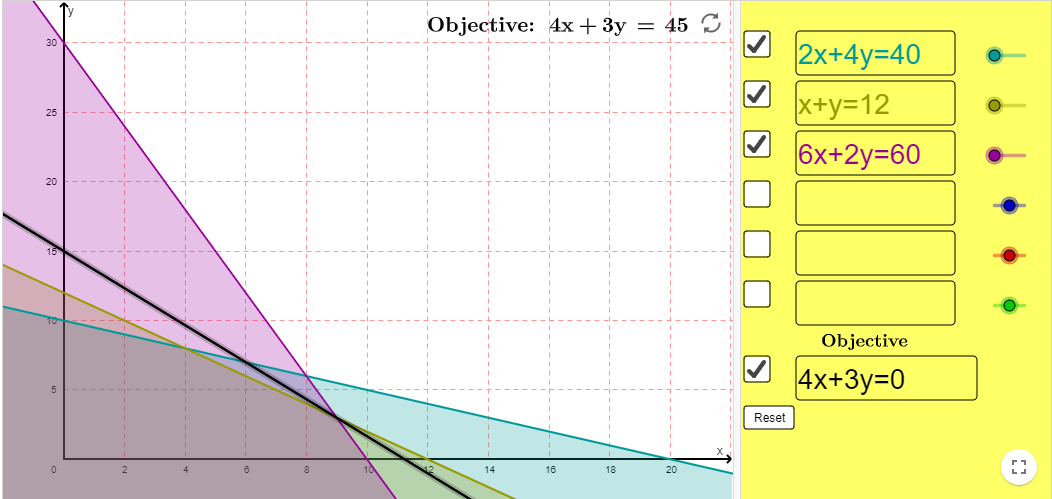 y
Objective: 4x + 3y = 45
30
25
20
15
10
5
0 2 4 6 8 10 12 14 16 18 20
x
2x+4y=40
x+y=12
6x+2y=60
Objective
4x+3y=0
Reset